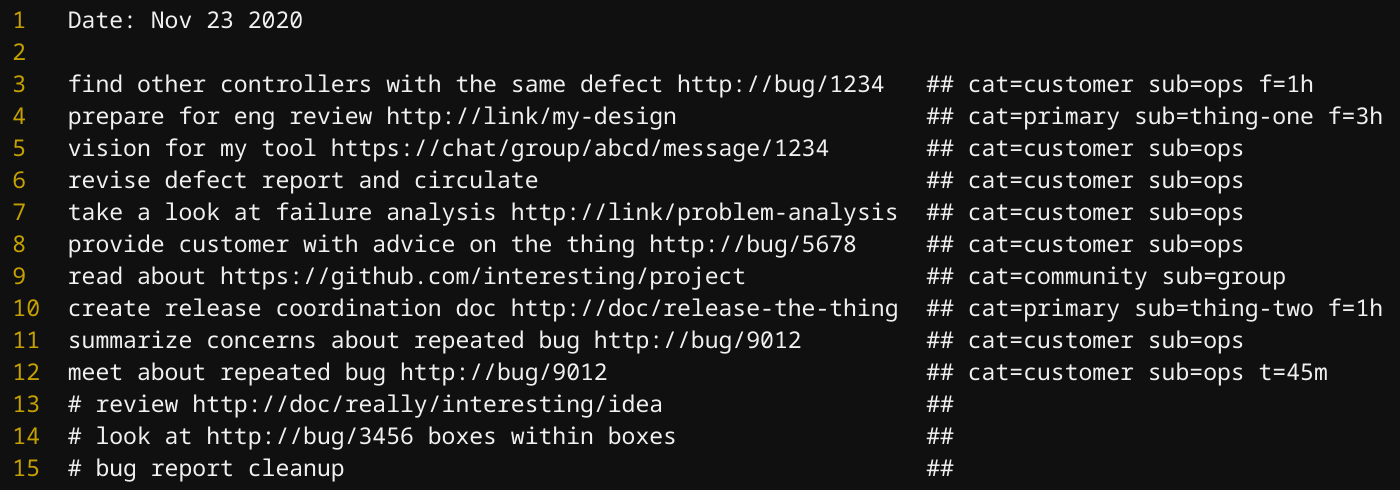 1 Date: Nov 23 2020
2
3 find other controllers with the same defect http://bug/1234 ## cat=customer sub=ops f=1h
4 prepare for eng review http://link/my-design ## cat=primary sub=thing-one f=3h
5 vision for my tool https://chat/group/abcd/message/1234 ## cat=customer sub=ops
6 revise defect report and circulate ## cat=customer sub=ops
7 take a look at failure analysis http://link/problem-analysis ## cat=customer sub=ops
8 provide customer with advice on the thing http://bug/5678 ## cat=customer sub=ops
9 read about https://github.com/interesting/project ## cat=community sub=group
10 create release coordination doc http://doc/release-the-thing ## cat=primary sub=thing-two f=1h
11 summarize concerns about repeated bug http://bug/9012 ## cat=customer sub=ops
12 meet about repeated bug http://bug/9012 ## cat=customer sub=ops t=45m
13 # review http://doc/really/interesting/idea ##
14 # look at http://bug/3456 boxes within boxes ##
15 # bug report cleanup ##